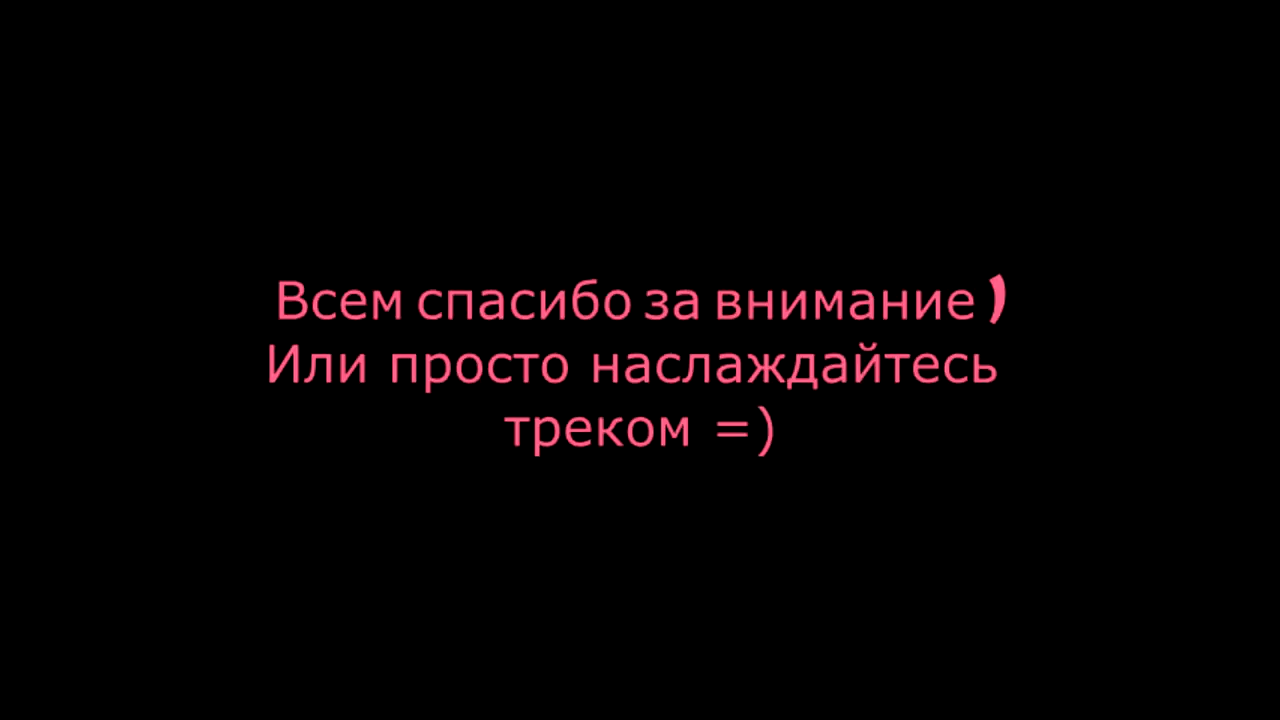 Всем спасибо за внимание)
Или просто наслаждайтесь
треком =)